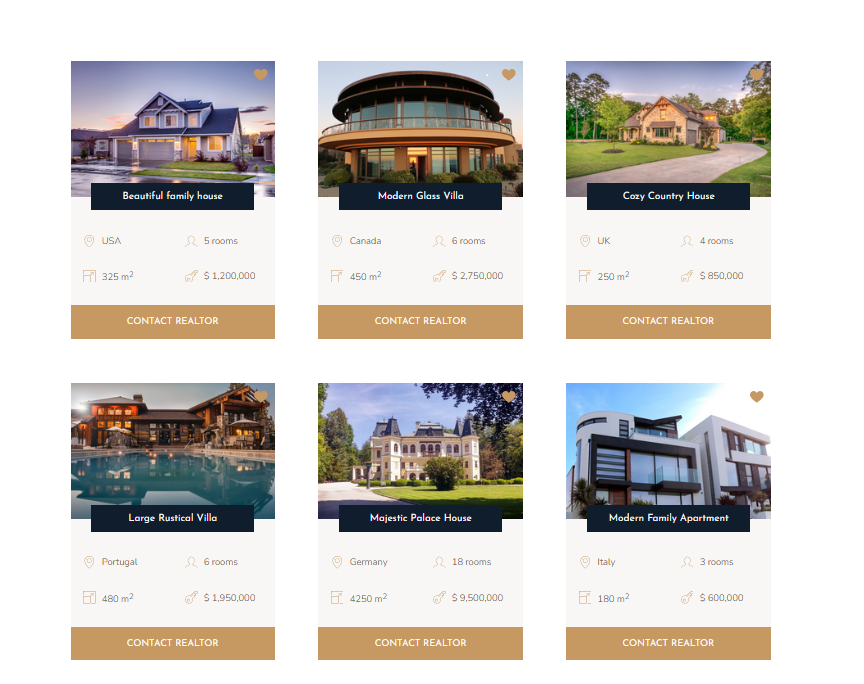 Beautiful family house
USA
5 rooms
325 m²
$ 1,200,000
CONTACT REALTOR
Modern Glass Villa
Canada
6 rooms
450 m²
$ 2,750,000
CONTACT REALTOR
Cozy Country House
UK
4 rooms
250 m²
$ 850,000
CONTACT REALTOR
Large Rustical Villa
Portugal
6 rooms
480 m²
$ 1,950,000
CONTACT REALTOR
Majestic Palace House
Germany
18 rooms
4250 m²
$ 9,500,000
CONTACT REALTOR
Modern Family Apartment
Italy
3 rooms
180 m²
$ 600,000
CONTACT REALTOR